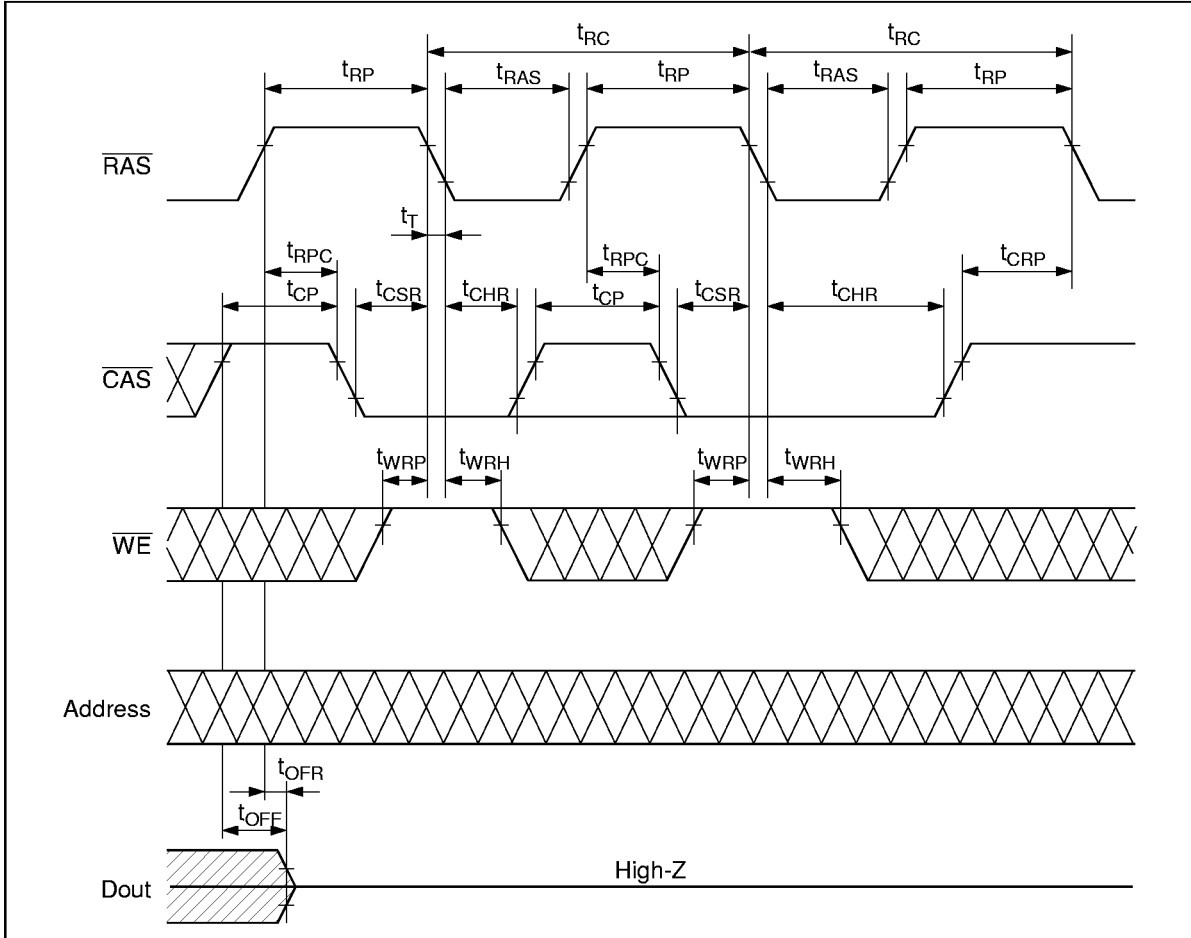 tRC tRC
tRP tRAS tRP tRAS tRP
RAS
tT
tRPC tRPC tCRP
tCP tCSR tCHR tCP tCSR tCHR
CAS
tWRP tWRH tWRP tWRH
WE
Address
tOFR
tOFF
High-Z
Dout